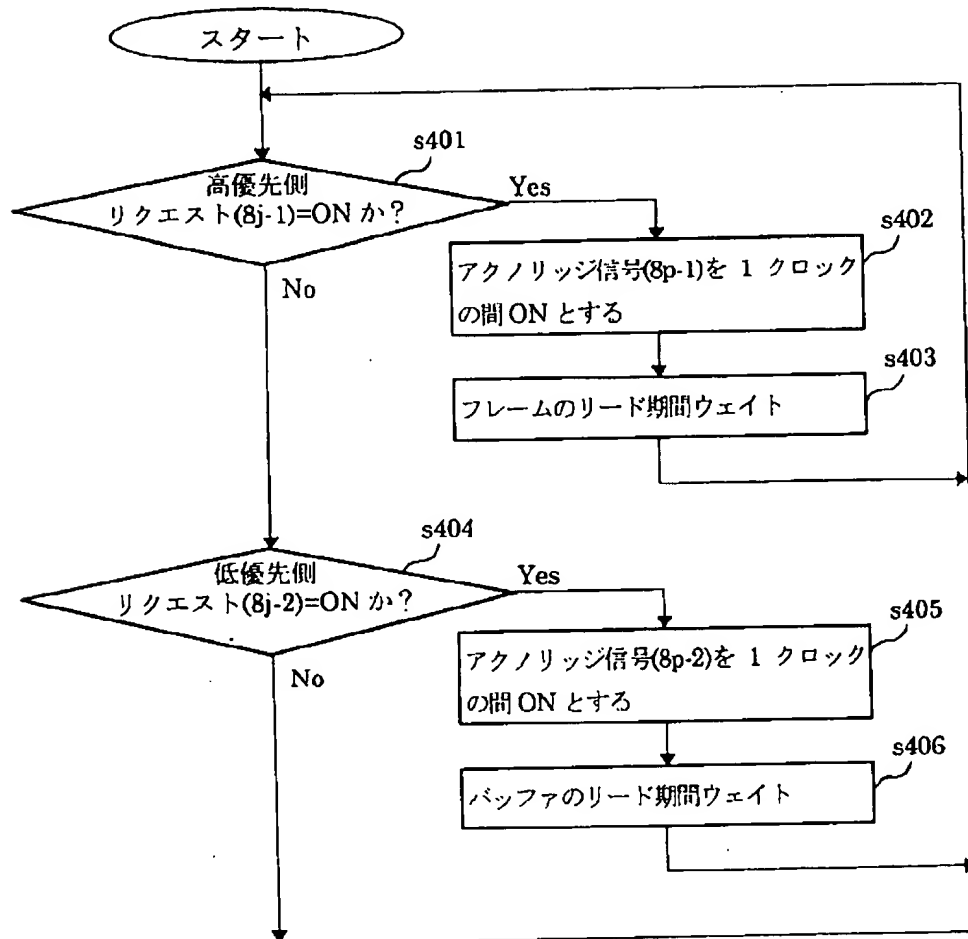 スタート
s401
高優先側
リクエスト(8j-1)=ON か?
Yes
No
s402
アクノリッジ信号(8p-1)を 1 クロック
の間 ON とする
s403
フレームのリード期間ウェイト
s404
低優先側
リクエスト(8j-2)=ON か?
Yes
No
s405
アクノリッジ信号(8p-2)を 1 クロック
の間 ON とする
s406
バッファのリード期間ウェイト